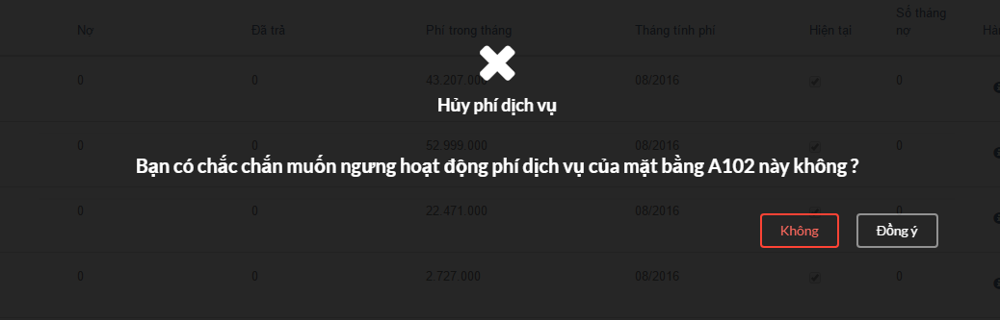 Nợ Đã trả Phí trong tháng Tháng tính phí Hiện tại Số tháng nợ
0 0 43.207.000 08/2016 0
Hủy phí dịch vụ
0 0 52.999.000 08/2016 0
Bạn có chắc chắn muốn ngưng hoạt động phí dịch vụ của mặt bằng A102 này không ?
0 0 22.471.000 08/2016 0
Không Đồng ý
0 0 2.727.000 08/2016 0